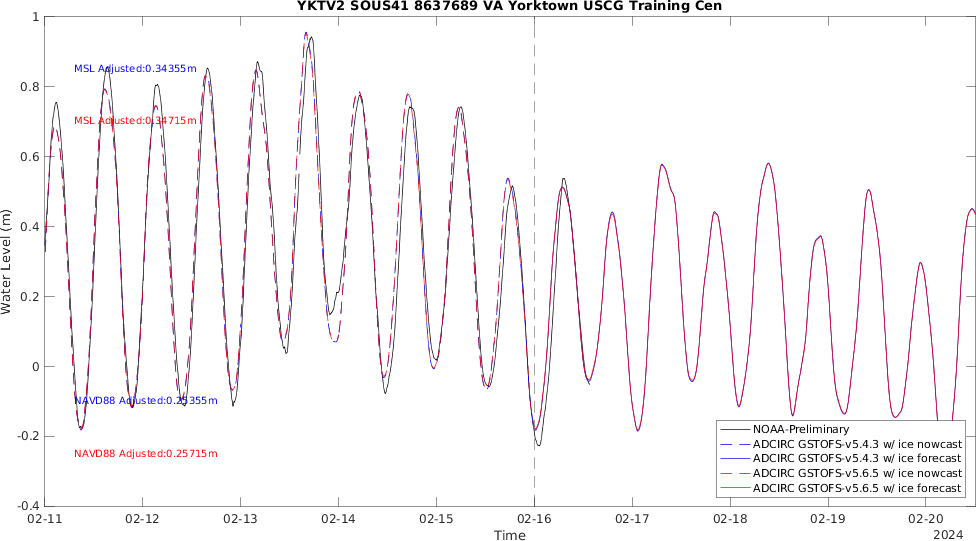 YKTV2 SOUS41 8637689 VA Yorktown USCG Training Cen
Water Level (m)
1
0.8
0.6
0.4
0.2
0
-0.2
-0.4
MSL Adjusted:0.34355m
MSL Adjusted:0.34715m
NAVD88 Adjusted:0.25355m
NAVD88 Adjusted:0.25715m
NOAA-Preliminary
ADCIRC GSTOFS-v5.4.3 w/ ice nowcast
ADCIRC GSTOFS-v5.4.3 w/ ice forecast
ADCIRC GSTOFS-v5.6.5 w/ ice nowcast
ADCIRC GSTOFS-v5.6.5 w/ ice forecast
02-11 02-12 02-13 02-14 02-15 02-16 02-17 02-18 02-19 02-20
Time
2024